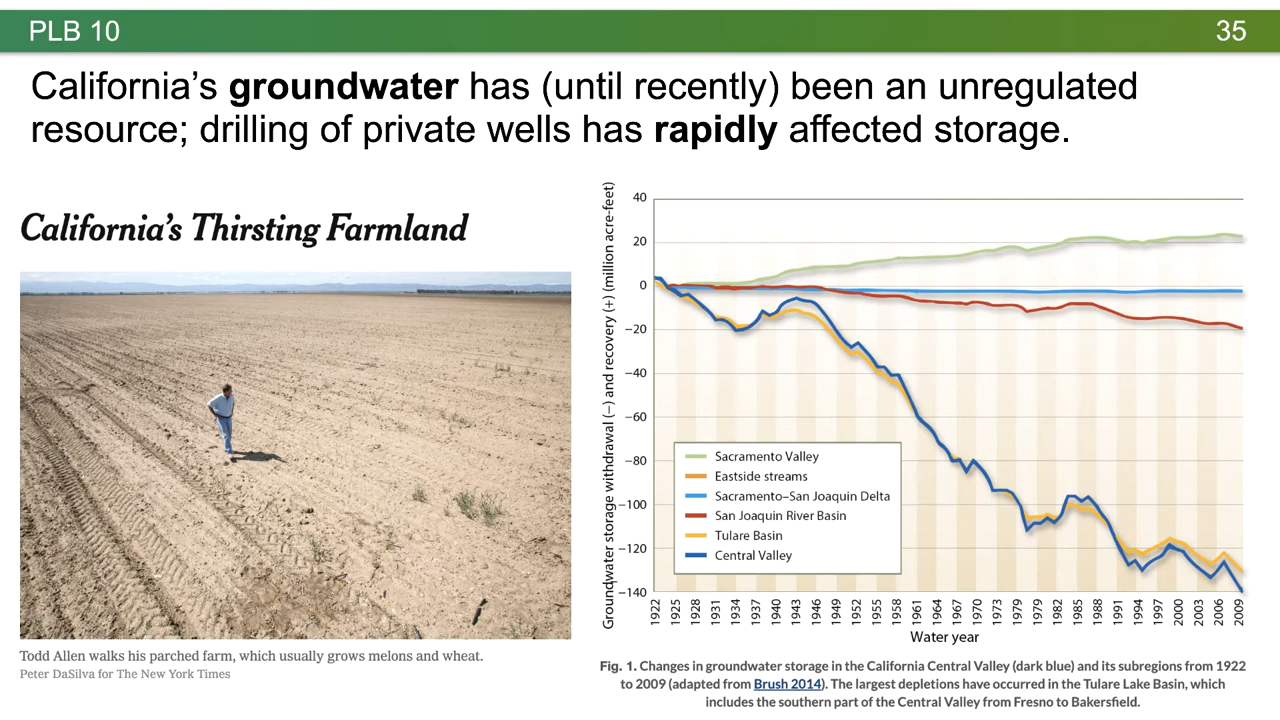 PLB 10
35
California’s groundwater has (until recently) been an unregulated
resource; drilling of private wells has rapidly affected storage.
California’s Thirsting Farmland
Todd Allen walks his parched farm, which usually grows melons and wheat.
Peter DaSilva for The New York Times
Groundwater storage withdrawal (−) and recovery (+) (million acre-feet)
40
20
0
−20
−40
−60
−80
−100
−120
−140
Sacramento Valley
Eastside streams
Sacramento–San Joaquin Delta
San Joaquin River Basin
Tulare Basin
Central Valley
1922 1925 1928 1931 1934 1937 1940 1943 1946 1949 1952 1955 1958 1961 1964 1967 1970 1973 1979 1979 1982 1985 1988 1991 1994 1997 2000 2003 2006 2009
Water year
Fig. 1. Changes in groundwater storage in the California Central Valley (dark blue) and its subregions from 1922
to 2009 (adapted from Brush 2014). The largest depletions have occurred in the Tulare Lake Basin, which
includes the southern part of the Central Valley from Fresno to Bakersfield.